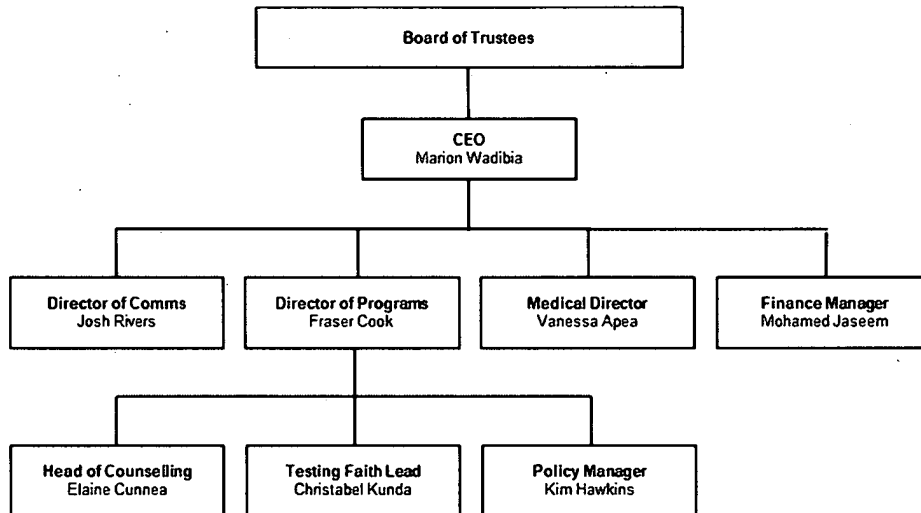 Board of Trustees
CEO
Marion Wadibia
Director of Comms
Josh Rivers
Director of Programs
Fraser Cook
Medical Director
Vanessa Apea
Finance Manager
Mohamed Jaseem
Head of Counselling
Elaine Cunnea
Testing Faith Lead
Christabel Kunda
Policy Manager
Kim Hawkins